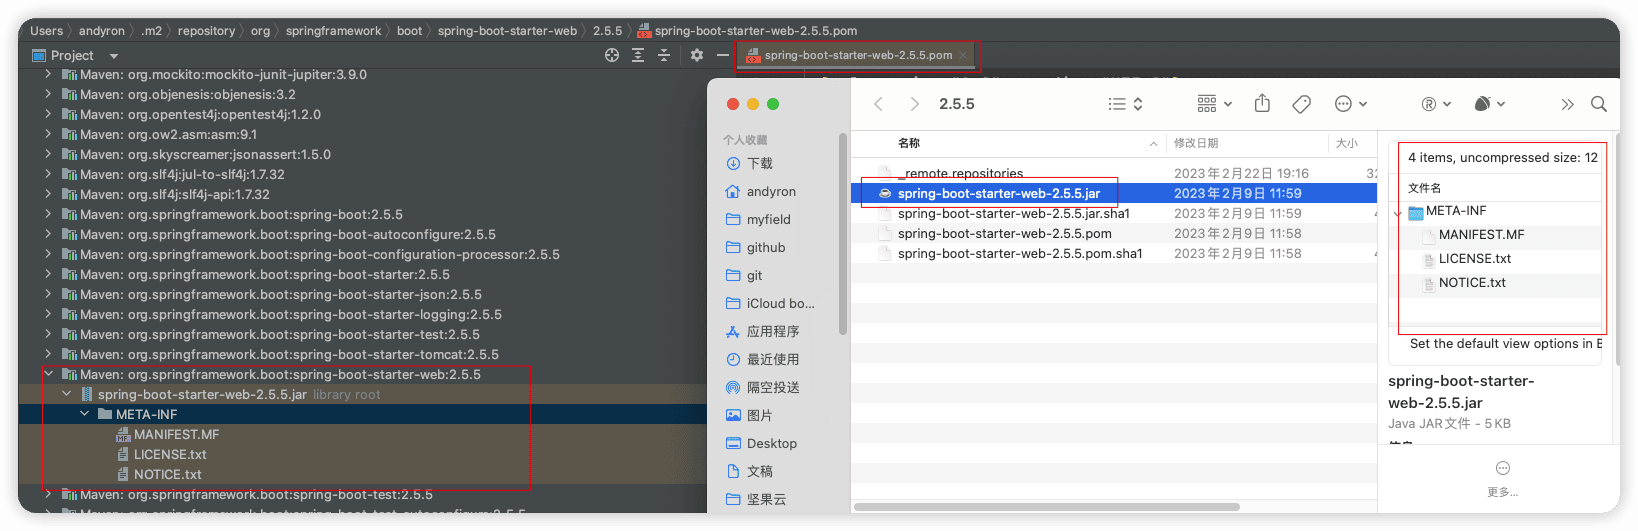 Users andyron .m2 repository org springframework boot spring-boot-starter-web 2.5.5 spring-boot-starter-web-2.5.5.pom
Project
spring-boot-starter-web-2.5.5.pom
Maven: org.mockito:mockito-junit-jupiter:3.9.0
Maven: org.objenesis:objenesis:3.2
Maven: org.opentest4j:opentest4j:1.2.0
Maven: org.ow2.asm:asm:9.1
Maven: org.skyscreamer:jsonassert:1.5.0
Maven: org.slf4j:jul-to-slf4j:1.7.32
Maven: org.slf4j:slf4j-api:1.7.32
Maven: org.springframework.boot:spring-boot:2.5.5
Maven: org.springframework.boot:spring-boot-autoconfigure:2.5.5
Maven: org.springframework.boot:spring-boot-configuration-processor:2.5.5
Maven: org.springframework.boot:spring-boot-starter:2.5.5
Maven: org.springframework.boot:spring-boot-starter-json:2.5.5
Maven: org.springframework.boot:spring-boot-starter-logging:2.5.5
Maven: org.springframework.boot:spring-boot-starter-test:2.5.5
Maven: org.springframework.boot:spring-boot-starter-tomcat:2.5.5
Maven: org.springframework.boot:spring-boot-starter-web:2.5.5
spring-boot-starter-web-2.5.5.jar library root
META-INF
MANIFEST.MF
LICENSE.txt
NOTICE.txt
Maven: org.springframework.boot:spring-boot-test:2.5.5
Maven: org.springframework.boot:spring-boot-test-autoconfigure:2.5.5
2.5.5
个人收藏
下载
andyron
myfield
github
git
iCloud bo...
应用程序
最近使用
隔空投送
图片
Desktop
文稿
坚果云
名称 修改日期 大小
_remote.repositories 2023年2月22日 19:16
spring-boot-starter-web-2.5.5.jar 2023年2月9日 11:59
spring-boot-starter-web-2.5.5.jar.sha1 2023年2月9日 11:59
spring-boot-starter-web-2.5.5.pom 2023年2月9日 11:58
spring-boot-starter-web-2.5.5.pom.sha1 2023年2月9日 11:58
4 items, uncompressed size: 12
文件名
META-INF
MANIFEST.MF
LICENSE.txt
NOTICE.txt
Set the default view options in
spring-boot-starter-
web-2.5.5.jar
Java JAR文件 - 5 KB
更多...